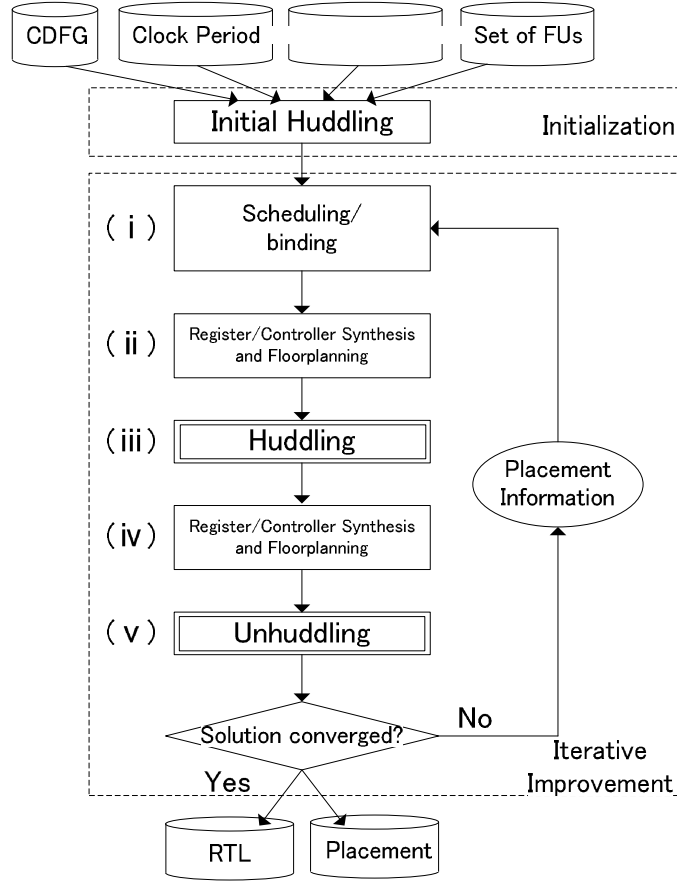 CDFG
Clock Period
Set of FUs
Initial Huddling
Initialization
(i)
Scheduling/
binding
(ii)
Register/Controller Synthesis
and Floorplanning
(iii)
Huddling
Placement
Information
(iv)
Register/Controller Synthesis
and Floorplanning
(v)
Unhuddling
Solution converged?
No
Yes
Iterative
Improvement
RTL
Placement